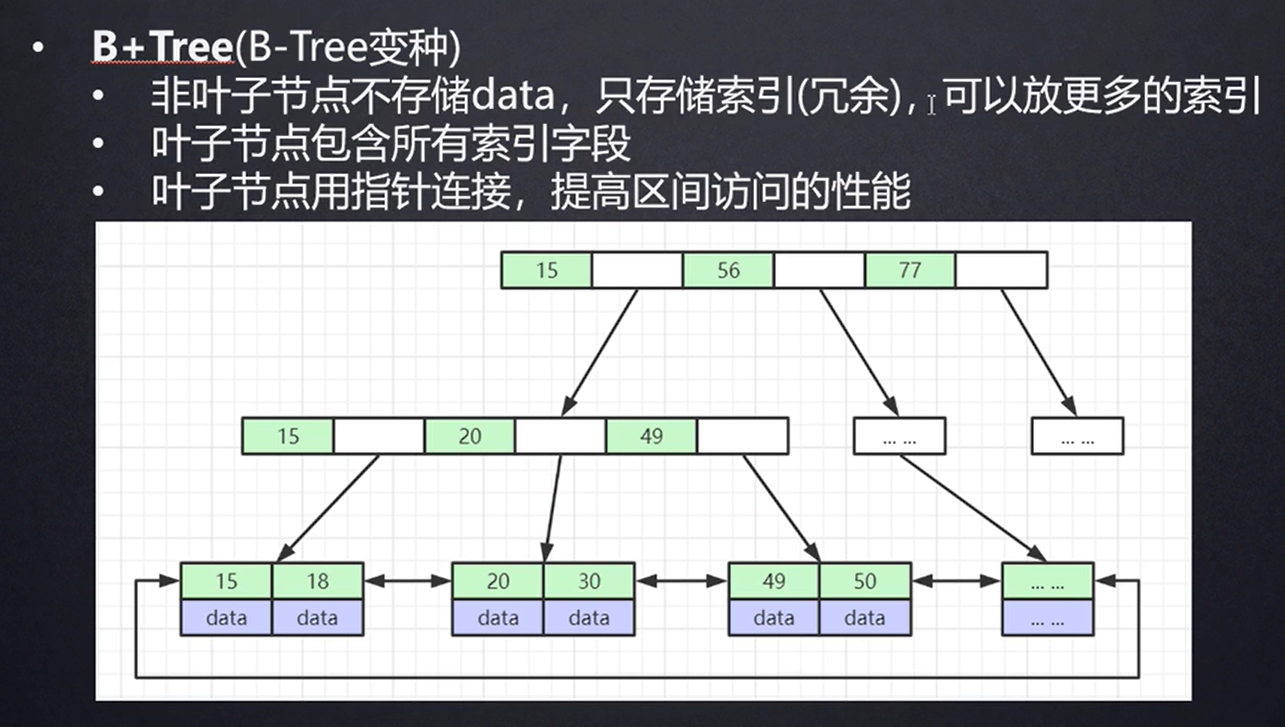 • B+Tree(B-Tree变种)
• 非叶子节点不存储data，只存储索引(冗余)，可以放更多的索引
• 叶子节点包含所有索引字段
• 叶子节点用指针连接，提高区间访问的性能
15 56 77
15 20 49 ... ... ... ...
15 18 20 30 49 50 ... ...
data data data data data data ... ...